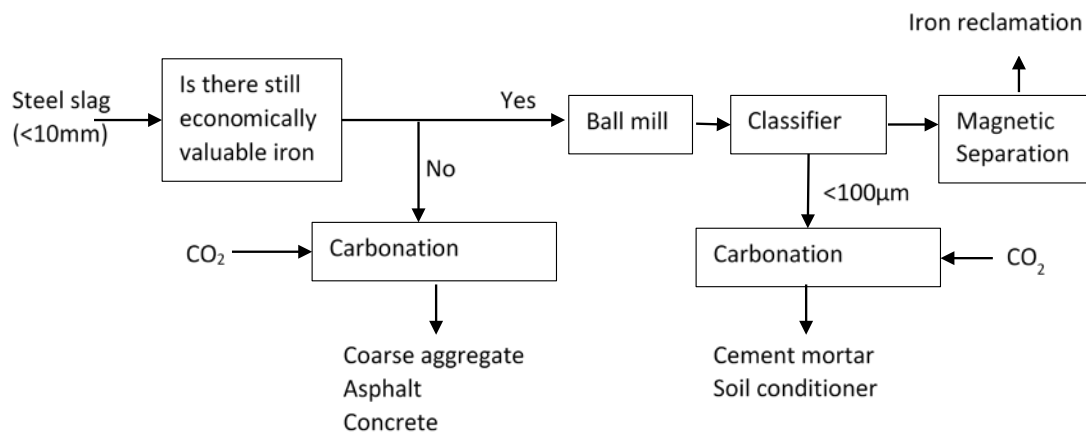 Iron reclamation
Steel slag
(<10mm)
Is there still
economically
valuable iron
Yes
Ball mill
Classifier
Magnetic
Separation
No
<100μm
CO₂
Carbonation
Carbonation
CO₂
Coarse aggregate
Asphalt
Concrete
Cement mortar
Soil conditioner